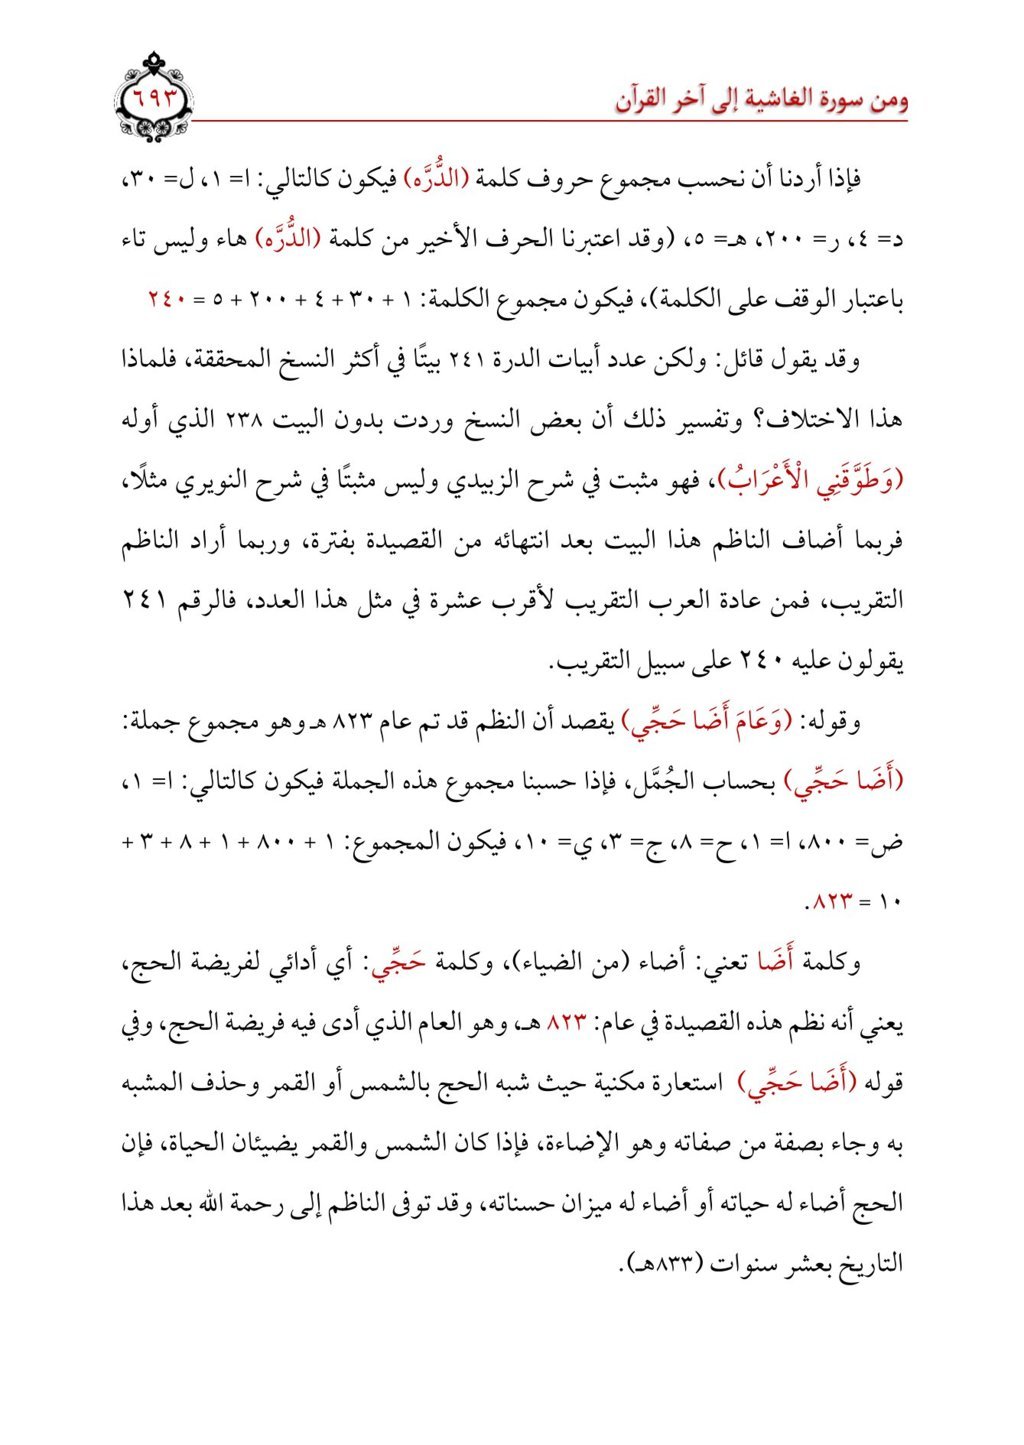 ومن سورة الغاشية إلى آخر القرآن
٦٩٣
فإذا أردنا أن نحسب مجموع حروف كلمة (الدُّرَّه) فيكون كالتالي: ا= ١، ل= ٣٠،
د= ٤، ر= ٢٠٠، هـ= ٥، (وقد اعتبرنا الحرف الأخير من كلمة (الدُّرَّه) هاء وليس تاء
باعتبار الوقف على الكلمة)، فيكون مجموع الكلمة: ١ + ٣٠ + ٤ + ٢٠٠ + ٥ = ٢٤٠
وقد يقول قائل: ولكن عدد أبيات الدرة ٢٤١ بيتًا في أكثر النسخ المحققة، فلماذا
هذا الاختلاف؟ وتفسير ذلك أن بعض النسخ وردت بدون البيت ٢٣٨ الذي أوله
(وَطَوَّقَنِي الْأَعْرَابُ)، فهو مثبت في شرح الزبيدي وليس مثبتًا في شرح النويري مثلًا،
فربما أضاف الناظم هذا البيت بعد انتهائه من القصيدة بفترة، وربما أراد الناظم
التقريب، فمن عادة العرب التقريب لأقرب عشرة في مثل هذا العدد، فالرقم ٢٤١
يقولون عليه ٢٤٠ على سبيل التقريب.
وقوله: (وَعَامَ أَضَا حَجِّي) يقصد أن النظم قد تم عام ٨٢٣ هـ وهو مجموع جملة:
(أَضَا حَجِّي) بحساب الجُمَّل، فإذا حسبنا مجموع هذه الجملة فيكون كالتالي: ا= ١،
ض= ٨٠٠، ا= ١، ح= ٨، ج= ٣، ي= ١٠، فيكون المجموع: ١ + ٨٠٠ + ١ + ٨ + ٣ +
١٠ = ٨٢٣.
وكلمة أَضَا تعني: أضاء (من الضياء)، وكلمة حَجِّي: أي أدائي لفريضة الحج،
يعني أنه نظم هذه القصيدة في عام: ٨٢٣ هـ، وهو العام الذي أدى فيه فريضة الحج، وفي
قوله (أَضَا حَجِّي) استعارة مكنية حيث شبه الحج بالشمس أو القمر وحذف المشبه
به وجاء بصفة من صفاته وهو الإضاءة، فإذا كان الشمس والقمر يضيئان الحياة، فإن
الحج أضاء له حياته أو أضاء له ميزان حسناته، وقد توفى الناظم إلى رحمة الله بعد هذا
التاريخ بعشر سنوات (٨٣٣هـ).